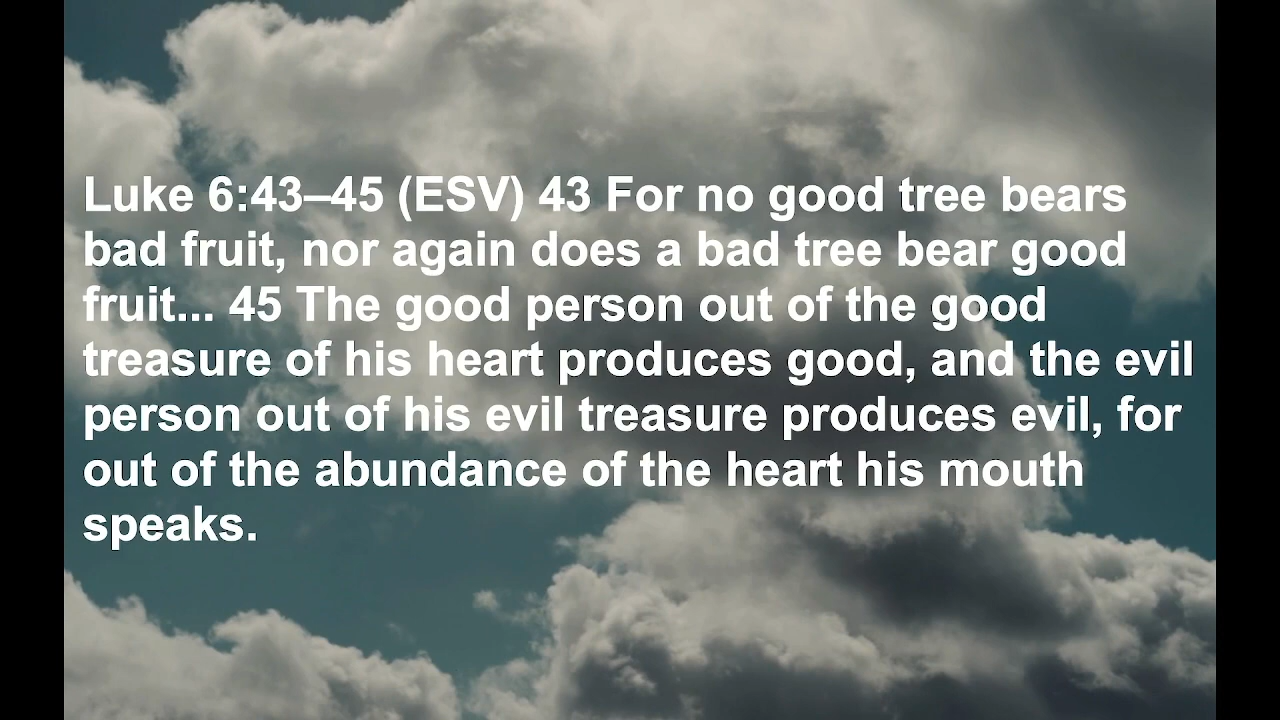 Luke 6:43–45 (ESV) 43 For no good tree bears
bad fruit, nor again does a bad tree bear good
fruit... 45 The good person out of the good
treasure of his heart produces good, and the evil
person out of his evil treasure produces evil, for
out of the abundance of the heart his mouth
speaks.